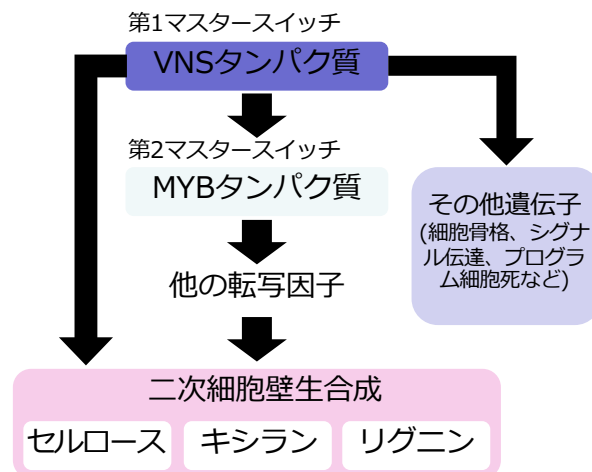 第1マスタースイッチ
VNSタンパク質
第2マスタースイッチ
MYBタンパク質
その他遺伝子
(細胞骨格、シグナ
ル伝達、プログラ
ム細胞死など)
他の転写因子
二次細胞壁生合成
セルロース
キシラン
リグニン